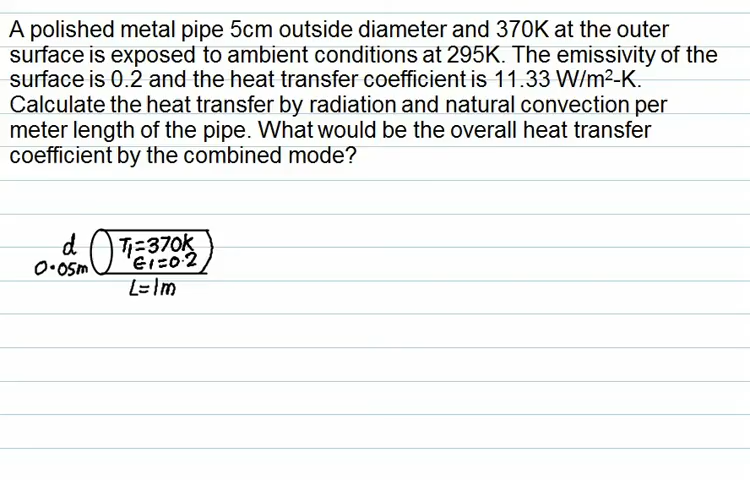 A polished metal pipe 5cm outside diameter and 370K at the outer
surface is exposed to ambient conditions at 295K. The emissivity of the
surface is 0.2 and the heat transfer coefficient is 11.33 W/m²-K.
Calculate the heat transfer by radiation and natural convection per
meter length of the pipe. What would be the overall heat transfer
coefficient by the combined mode?
d
0.05m
T1=370K
ϵ1=0.2
L=1m